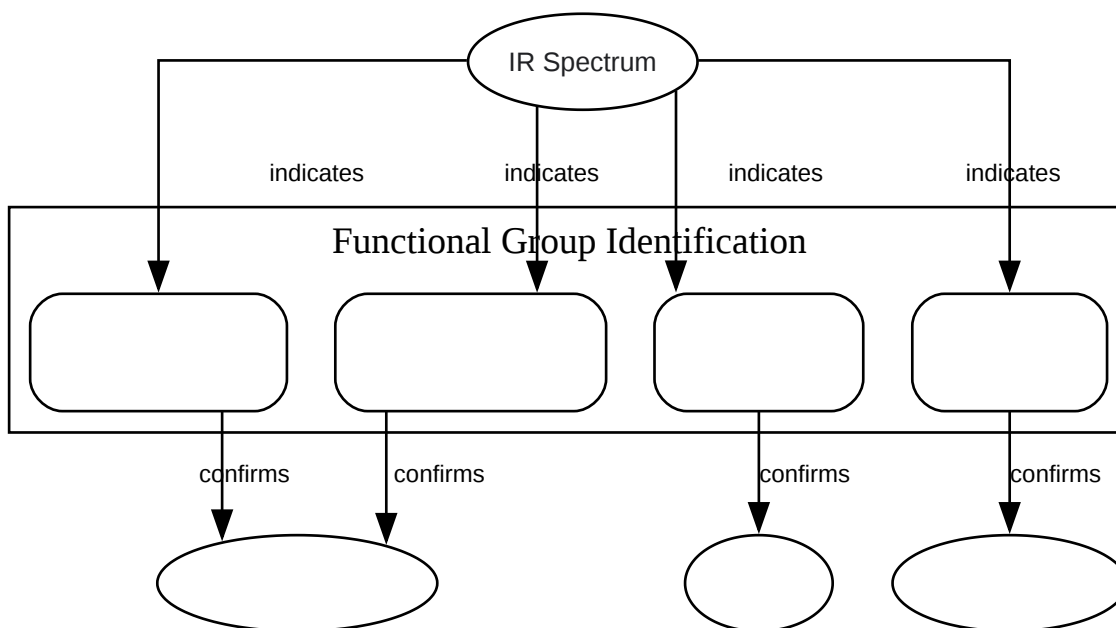 IR Spectrum
indicates
indicates
indicates
indicates
Functional Group Identification
confirms
confirms
confirms
confirms